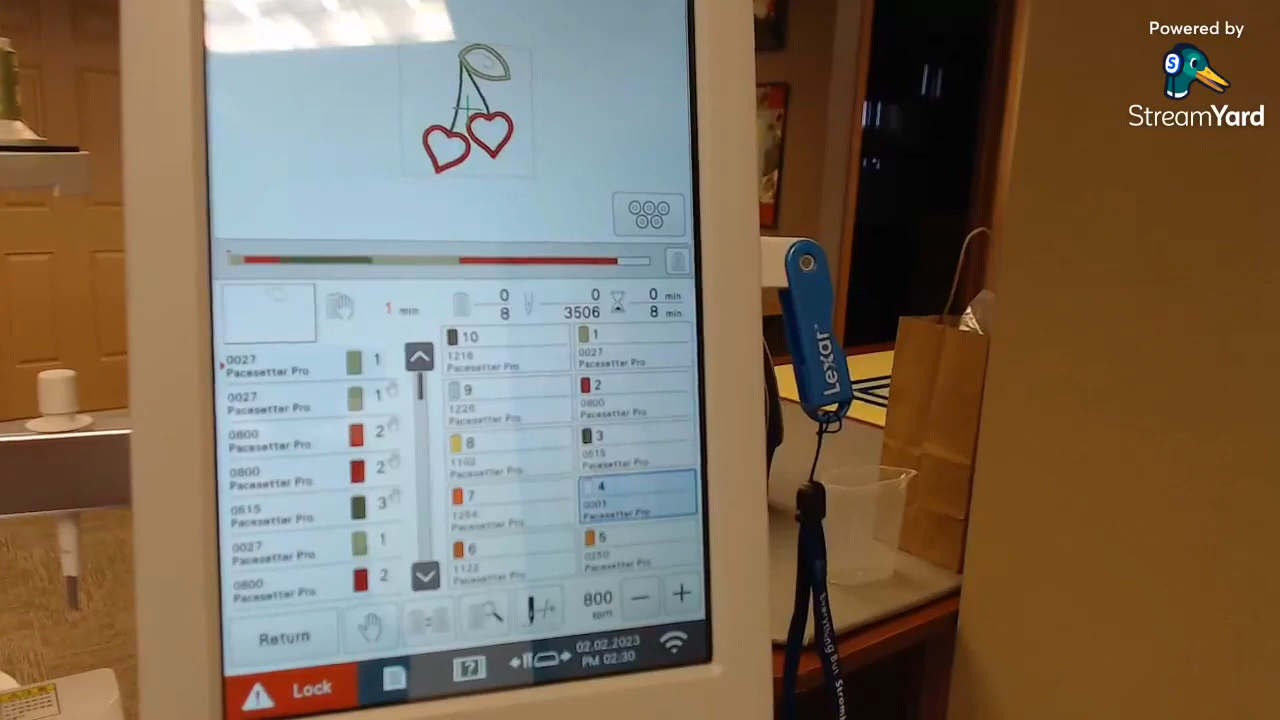 Powered by
StreamYard
1 min
0
8
0
3506
0 min
8 min
0027 1
Pacesetter Pro
0027 1
Pacesetter Pro
0800 2
Pacesetter Pro
0800 2
Pacesetter Pro
0515 3
Pacesetter Pro
0027 1
Pacesetter Pro
0800 2
Pacesetter Pro
10
1216
Pacesetter Pro
9
1226
Pacesetter Pro
8
1102
Pacesetter Pro
7
1254
Pacesetter Pro
6
1122
Pacesetter Pro
1
0027
Pacesetter Pro
2
0800
Pacesetter Pro
3
0515
Pacesetter Pro
4
0001
Pacesetter Pro
5
0250
Pacesetter Pro
Return
800
spm
02.02.2023
PM 02:30
Lock
Lexar
Everything But